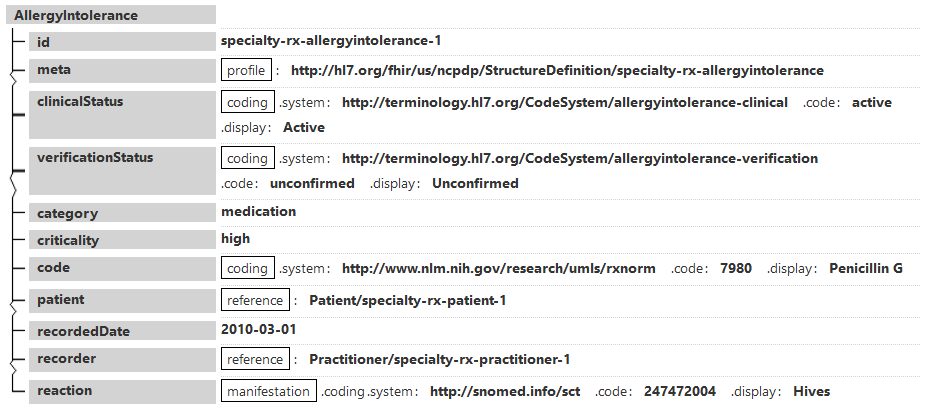 AllergyIntolerance
id specialty-rx-allergyintolerance-1
meta profile : http://hl7.org/fhir/us/ncpdp/StructureDefinition/specialty-rx-allergyintolerance
clinicalStatus coding .system: http://terminology.hl7.org/CodeSystem/allergyintolerance-clinical .code: active
.display: Active
verificationStatus coding .system: http://terminology.hl7.org/CodeSystem/allergyintolerance-verification
.code: unconfirmed .display: Unconfirmed
category medication
criticality high
code coding .system: http://www.nlm.nih.gov/research/umls/rxnorm .code: 7980 .display: Penicillin G
patient reference : Patient/specialty-rx-patient-1
recordedDate 2010-03-01
recorder reference : Practitioner/specialty-rx-practitioner-1
reaction manifestation .coding.system: http://snomed.info/sct .code: 247472004 .display: Hives